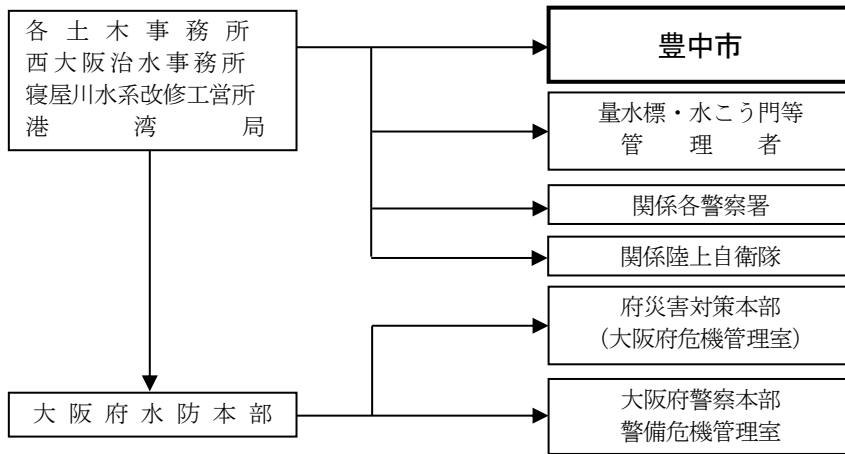 各土木事務所
西大阪治水事務所
寝屋川水系改修工営所
港湾局
豊中市
量水標・水こう門等
管理者
関係各警察署
関係陸上自衛隊
府災害対策本部
(大阪府危機管理室)
大阪府水防本部
大阪府警察本部
警備危機管理室